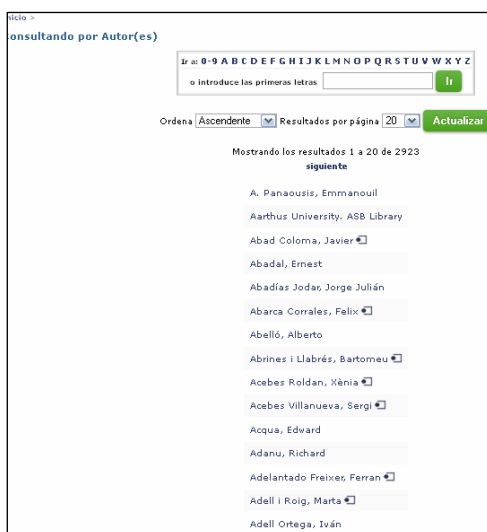 nicio >
onsultando por Autor(es)
Ir a: 0-9 A B C D E F G H I J K L M N O P Q R S T U V W X Y Z
o introduce las primeras letras Ir
Ordena Ascendente Resultados por página 20 Actualizar
Mostrando los resultados 1 a 20 de 2923
siguiente
A. Panaousis, Emmanouil
Aarthus University. ASB Library
Abad Coloma, Javier
Abadal, Ernest
Abadías Jodar, Jorge Julián
Abarca Corrales, Felix
Abelló, Alberto
Abrines i Llabrés, Bartomeu
Acebes Roldan, Xènia
Acebes Villanueva, Sergi
Acqua, Edward
Adanu, Richard
Adelantado Freixer, Ferran
Adell i Roig, Marta
Adell Ortega, Iván